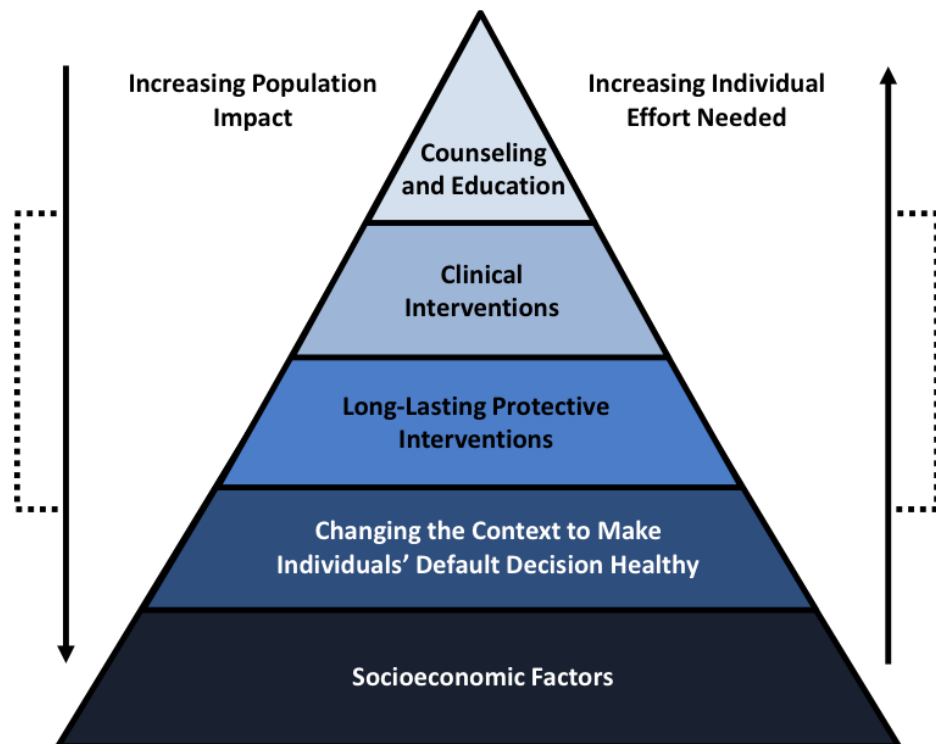 Increasing Population
Impact
Increasing Individual
Effort Needed
Counseling
and Education
Clinical
Interventions
Long-Lasting Protective
Interventions
Changing the Context to Make
Individuals’ Default Decision Healthy
Socioeconomic Factors